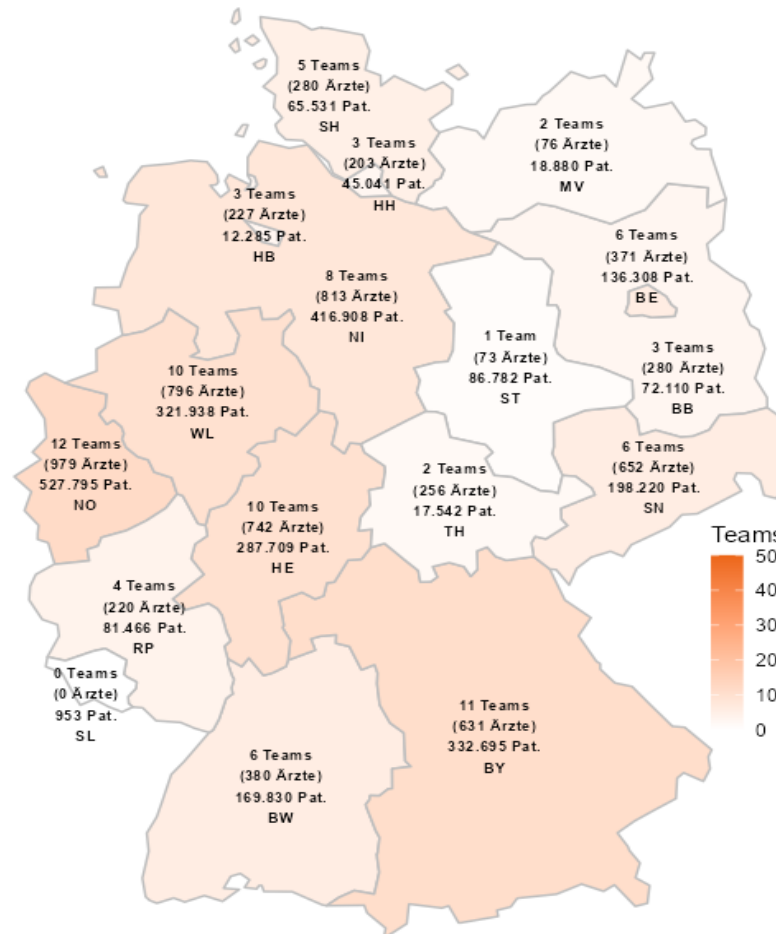 5 Teams
(280 Ärzte)
65.531 Pat.
SH
3 Teams
(203 Ärzte)
45.041 Pat.
HH
2 Teams
(76 Ärzte)
18.880 Pat.
MV
3 Teams
(227 Ärzte)
12.285 Pat.
HB
6 Teams
(371 Ärzte)
136.308 Pat.
BE
8 Teams
(813 Ärzte)
416.908 Pat.
NI
1 Team
(73 Ärzte)
86.782 Pat.
ST
3 Teams
(280 Ärzte)
72.110 Pat.
BB
10 Teams
(796 Ärzte)
321.938 Pat.
WL
12 Teams
(979 Ärzte)
527.795 Pat.
NO
2 Teams
(256 Ärzte)
17.542 Pat.
TH
6 Teams
(652 Ärzte)
198.220 Pat.
SN
10 Teams
(742 Ärzte)
287.709 Pat.
HE
4 Teams
(220 Ärzte)
81.466 Pat.
RP
0 Teams
(0 Ärzte)
953 Pat.
SL
11 Teams
(631 Ärzte)
332.695 Pat.
BY
6 Teams
(380 Ärzte)
169.830 Pat.
BW
Teams
50
40
30
20
10
0